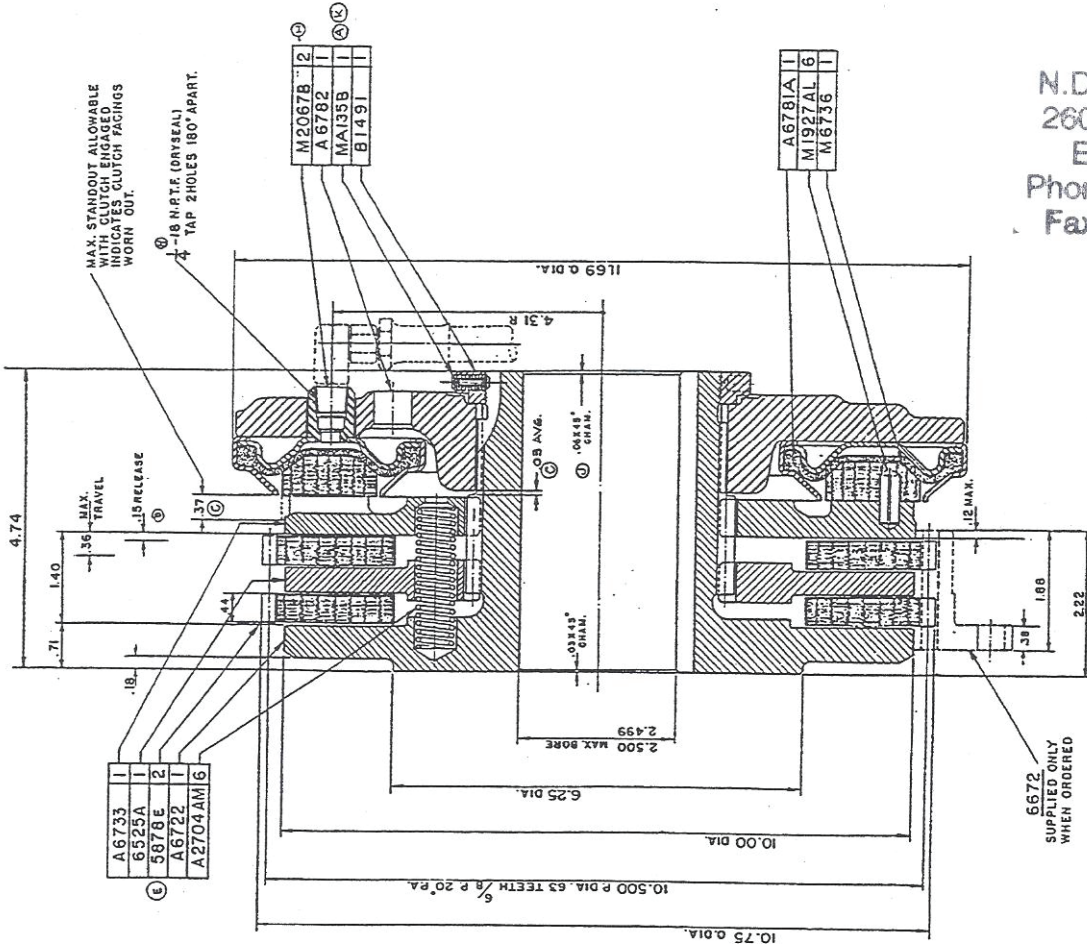 MAX. STANDOUT ALLOWABLE
WITH CLUTCH ENGAGED
INDICATES CLUTCH FACINGS
WORN OUT.
-18 N.P.T.F. (DRYSEAL)
TAP 2 HOLES 180° APART.
4
H
M2067B 2 H
A6782 1
MA135B 1 A K
B1491 1
A6781A 1
M1927AL 6
M6736 1
N.D
260
Phor
Fax
4.74
1.40
.71
.18
.44
.36 MAX.
TRAVEL
.15 RELEASE
.37
C
.05 AVG.
C
.06X45°
CHAM.
J
.03X45°
CHAM.
11.69 O.DIA.
4.31 R
.12 MAX.
1.88
2.22
.38
2.499
2.500 MAX. BORE
6.25 DIA.
10.00 DIA.
10.500 P. DIA. 63 TEETH 6/8 P. 20° P.A.
10.75 O.DIA.
A6733 1
6525A 1
E 5878E 2
A6722 1
A2704AM 6
6672
SUPPLIED ONLY
WHEN ORDERED